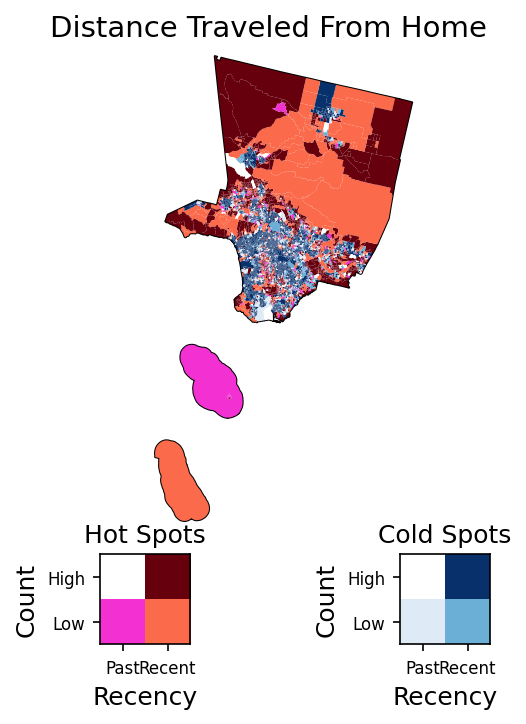 Distance Traveled From Home
Hot Spots
Count
High
Low
Past Recent
Recency
Cold Spots
Count
High
Low
Past Recent
Recency